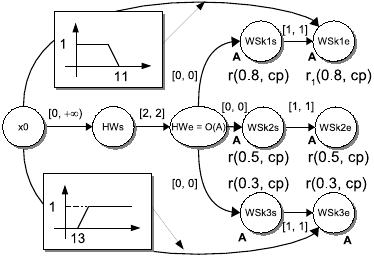 1
11
[0, 0]
WSk1s
[1, 1]
WSk1e
A
A
r(0.8, cp)
r1(0.8, cp)
x0
[0, +∞)
HWs
[2, 2]
HWe = O(A)
[0, 0]
WSk2s
[1, 1]
WSk2e
A
A
r(0.5, cp)
r(0.5, cp)
[0, 0]
r(0.3, cp)
r(0.3, cp)
1
13
WSk3s
[1, 1]
WSk3e
A
A